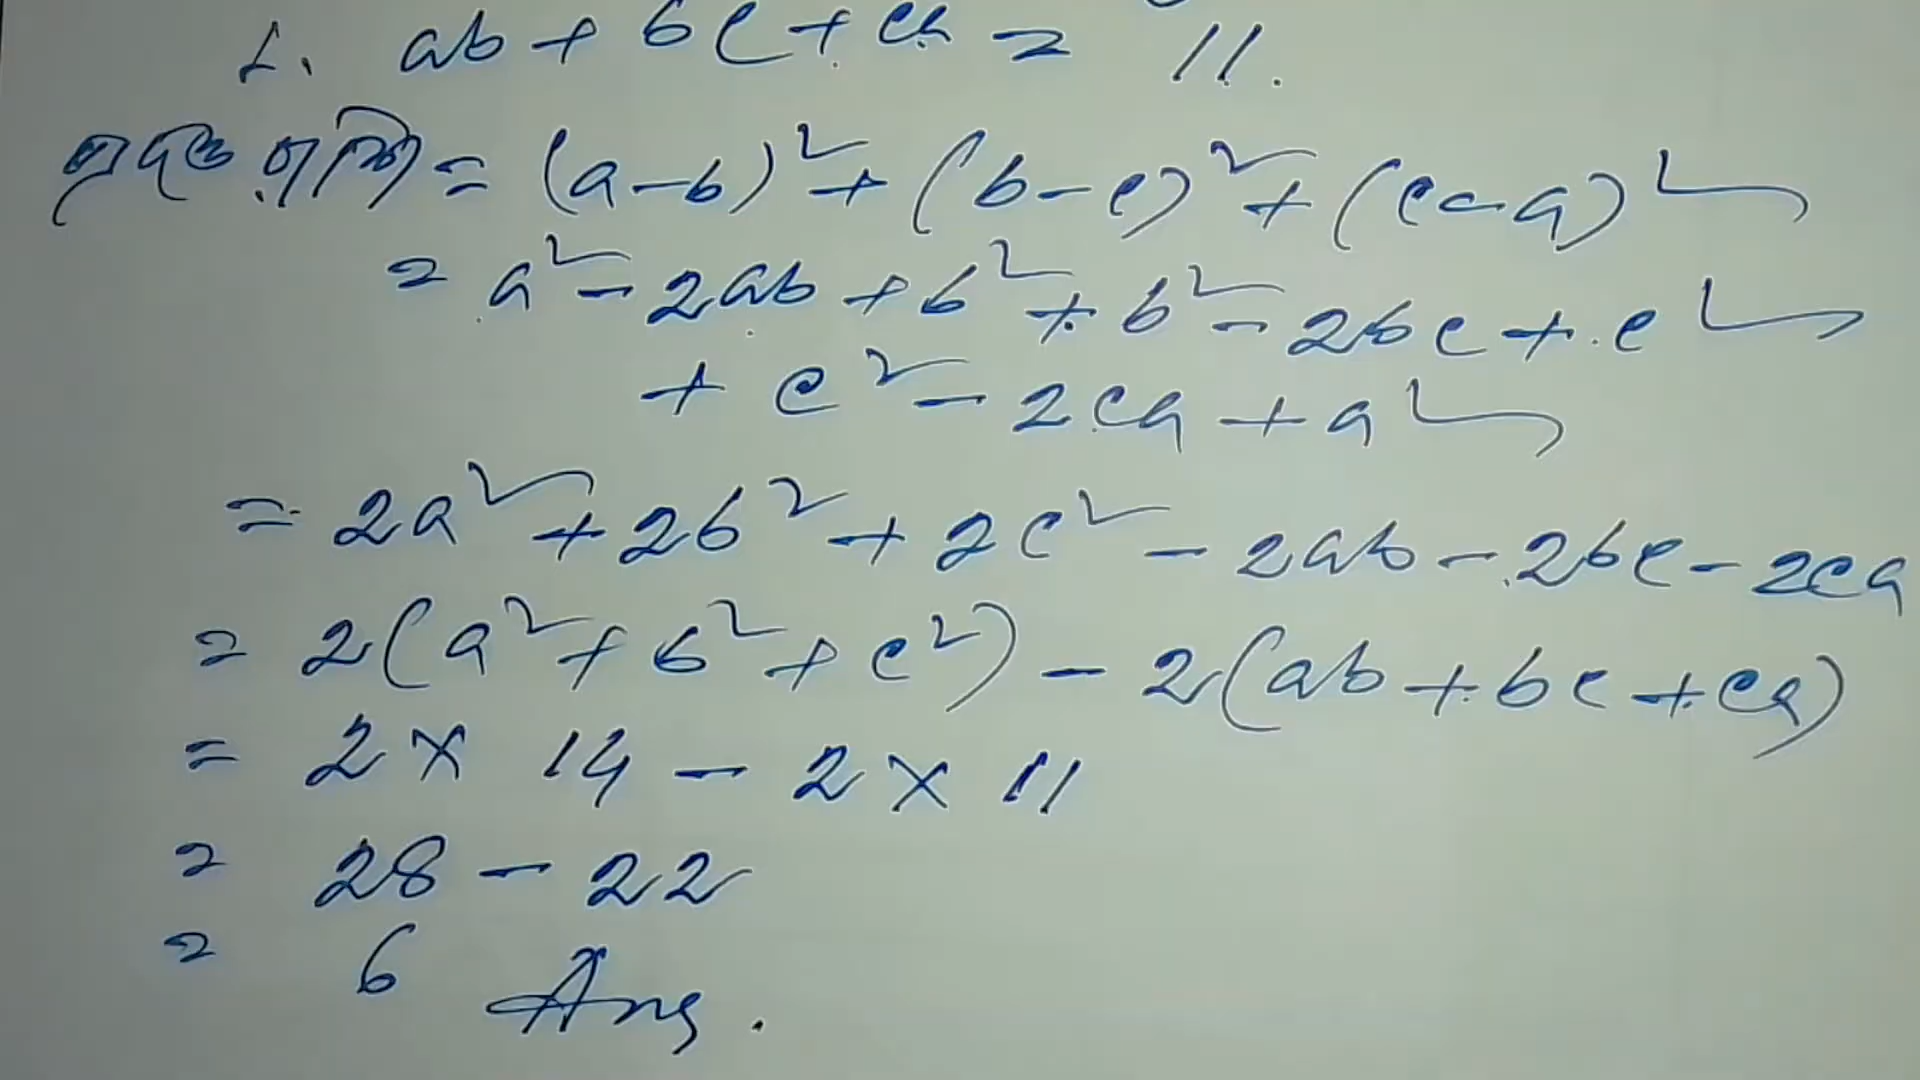 ∴ ab + bc + ca = 11.
প্রদত্ত রাশি = (a-b)² + (b-c)² + (c-a)²
= a² - 2ab + b² + b² - 2bc + c²
+ c² - 2ca + a²
= 2a² + 2b² + 2c² - 2ab - 2bc - 2ca
= 2(a² + b² + c²) - 2(ab + bc + ca)
= 2 × 14 - 2 × 11
= 28 - 22
= 6 Ans.